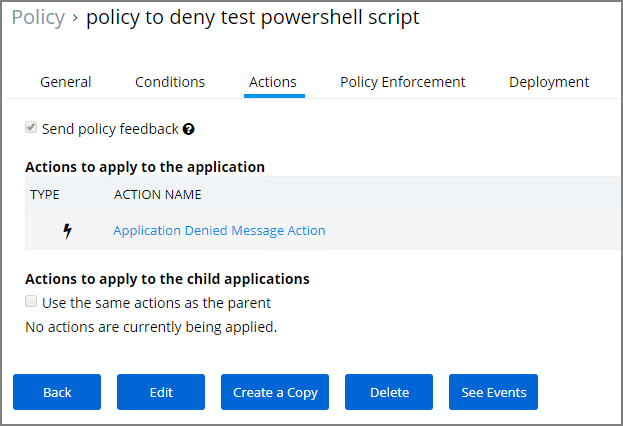 Policy › policy to deny test powershell script
General Conditions Actions Policy Enforcement Deployment
Send policy feedback ?
Actions to apply to the application
TYPE ACTION NAME
Application Denied Message Action
Actions to apply to the child applications
Use the same actions as the parent
No actions are currently being applied.
Back Edit Create a Copy Delete See Events